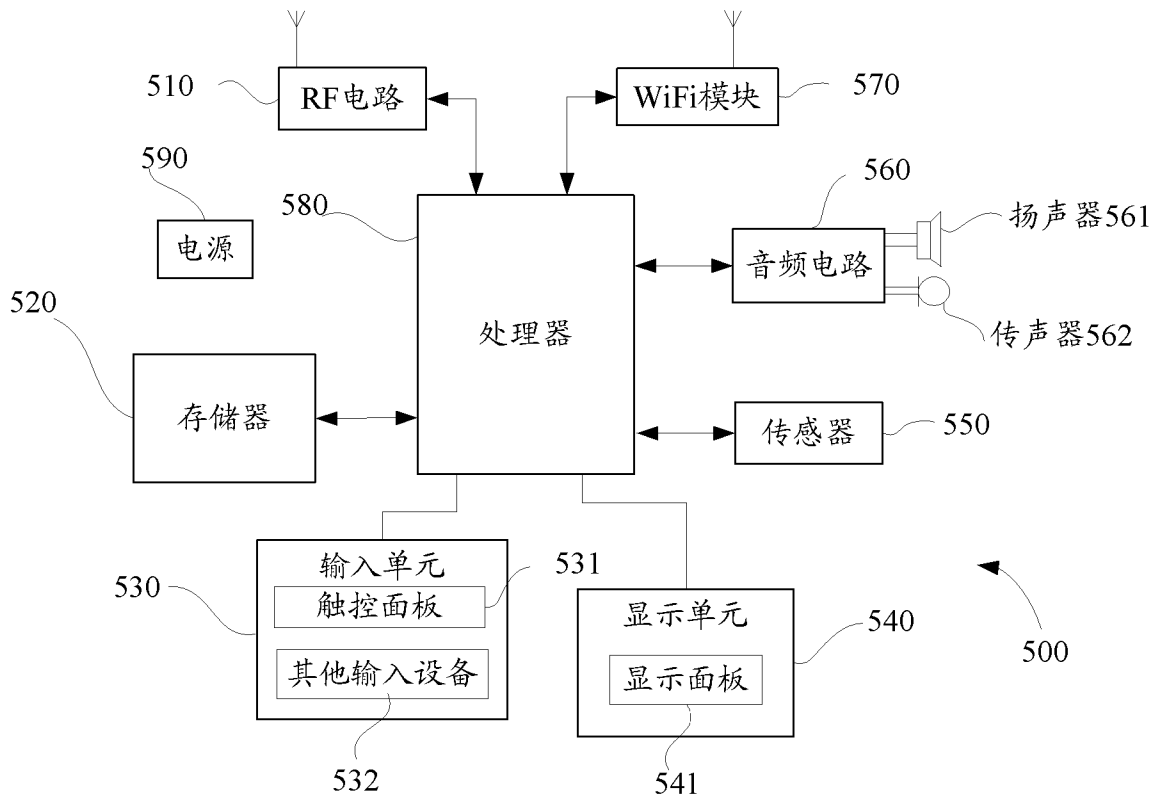 510
RF电路
WiFi模块
570
590
电源
580
560
扬声器561
音频电路
传声器562
520
处理器
存储器
传感器
550
530
输入单元
531
触控面板
其他输入设备
532
显示单元
540
显示面板
541
500